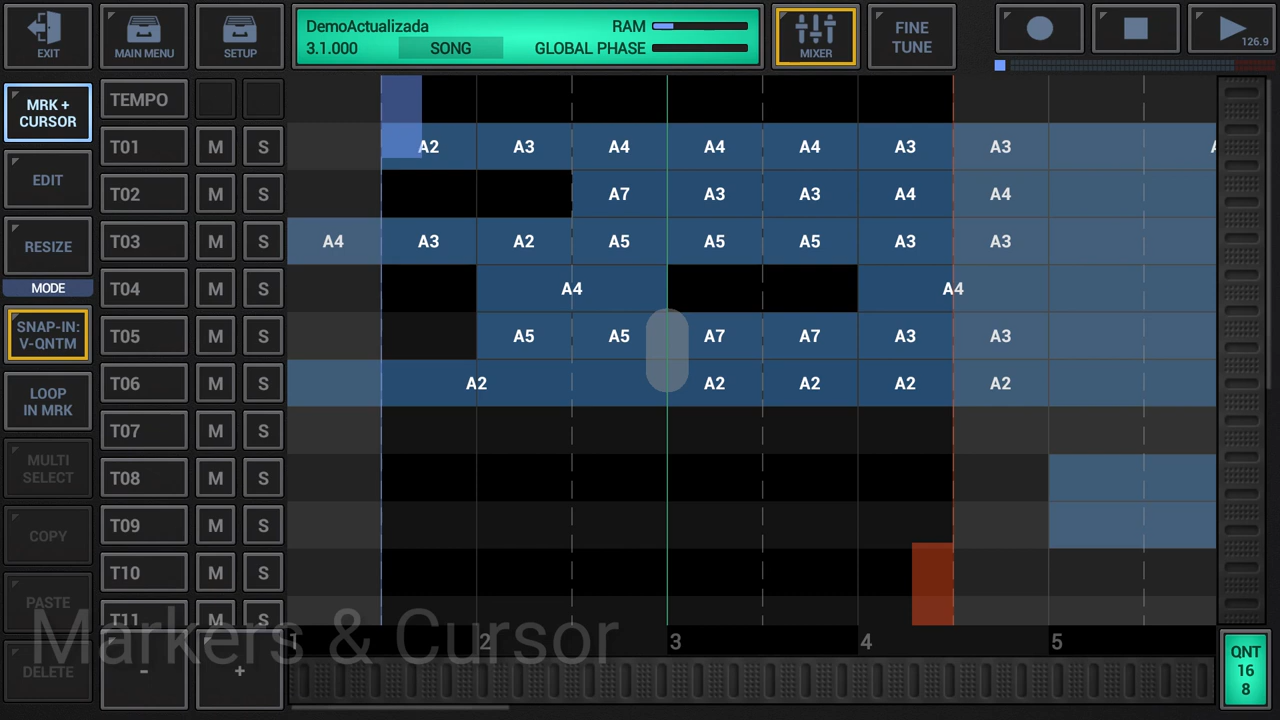 EXIT
MAIN MENU
SETUP
DemoActualizada
RAM
3.1.000
SONG
GLOBAL PHASE
MIXER
FINE
TUNE
126.9
MRK +
CURSOR
TEMPO
T01 M S A2 A3 A4 A4 A4 A3 A3
EDIT
T02 M S A7 A3 A3 A4 A4
RESIZE
T03 M S A4 A3 A2 A5 A5 A5 A3 A3
MODE
T04 M S A4 A4
SNAP-IN:
V-QNTM
T05 M S A5 A5 A7 A7 A3 A3
T06 M S A2 A2 A2 A2 A2
LOOP
IN MRK
T07 M S
MULTI
SELECT
T08 M S
COPY
T09 M S
T10 M S
PASTE
T11 M S
Markers & Cursor
1 2 3 4 5
DELETE
- +
QNT
16
8